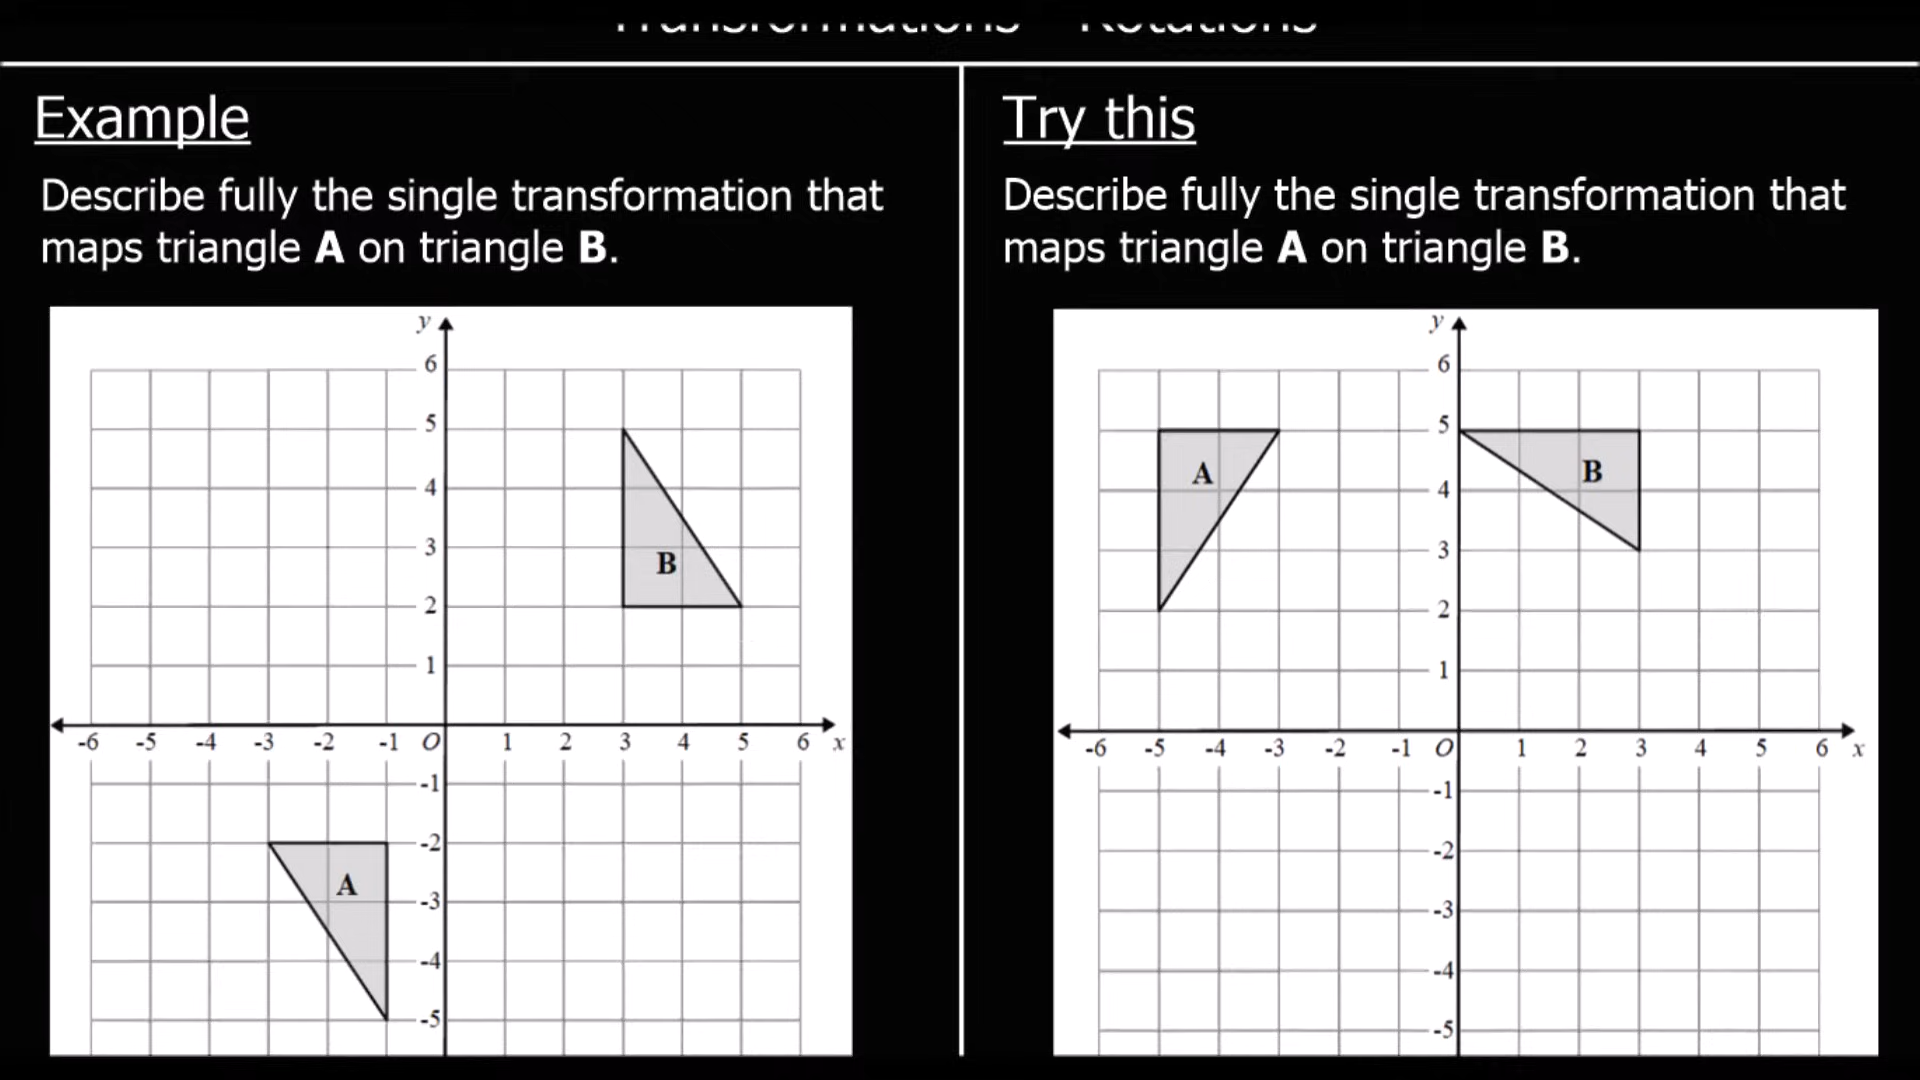 Transformations - Rotations
Example
Describe fully the single transformation that
maps triangle A on triangle B.
y
6
5
4
3
2
1
-6 -5 -4 -3 -2 -1 O 1 2 3 4 5 6 x
-1
-2
-3
-4
-5
B
A
Try this
Describe fully the single transformation that
maps triangle A on triangle B.
y
6
5
4
3
2
1
-6 -5 -4 -3 -2 -1 O 1 2 3 4 5 6 x
-1
-2
-3
-4
-5
A
B